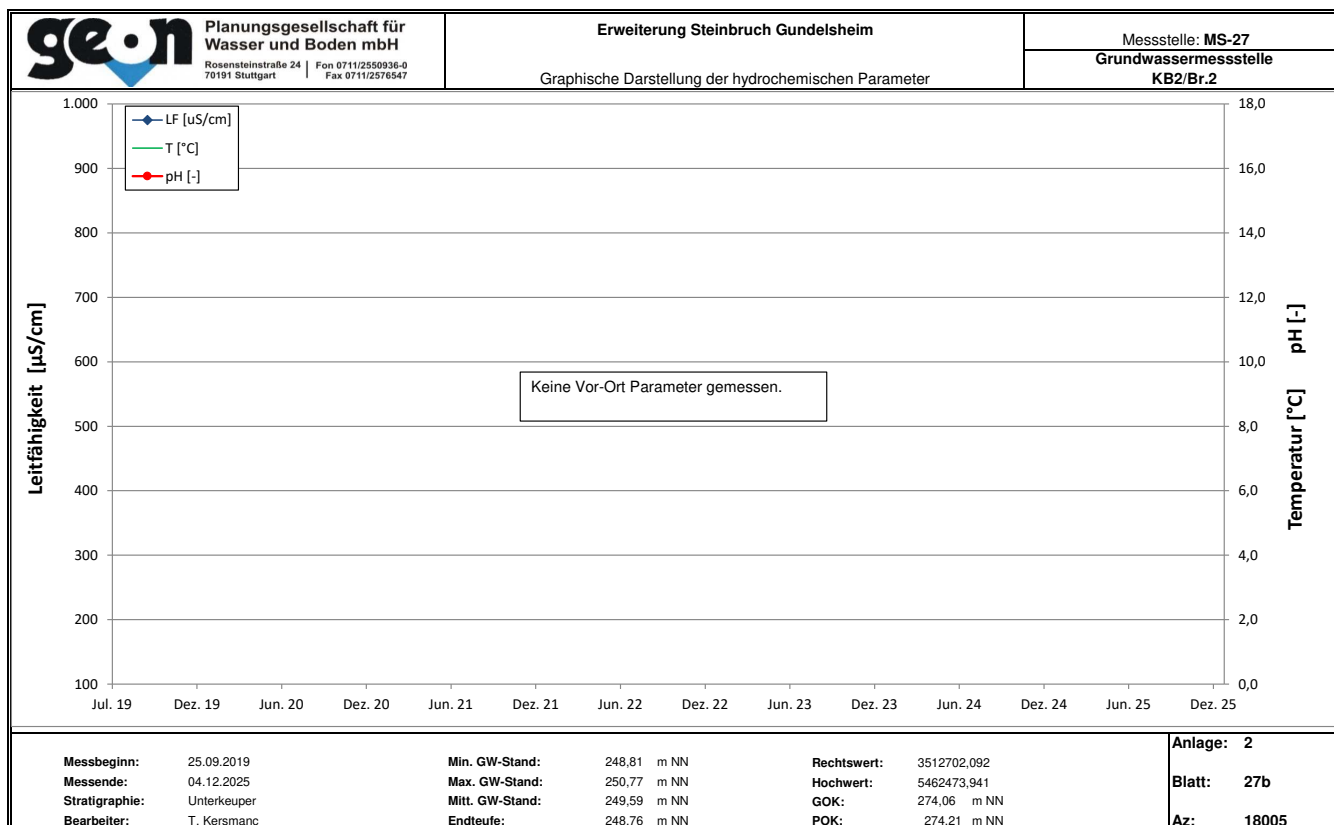 geon
Planungsgesellschaft für
Wasser und Boden mbH
Rosensteinstraße 24 | Fon 0711/2550936-0
70191 Stuttgart | Fax 0711/2576547
Erweiterung Steinbruch Gundelsheim
Graphische Darstellung der hydrochemischen Parameter
Messstelle: MS-27
Grundwassermessstelle
KB2/Br.2
LF [uS/cm]
T [°C]
pH [-]
1.000
900
800
700
600
500
400
300
200
100
Leitfähigkeit [µS/cm]
Keine Vor-Ort Parameter gemessen.
18,0
16,0
14,0
12,0
10,0
8,0
6,0
4,0
2,0
0,0
Temperatur [°C] pH [-]
Jul. 19 Dez. 19 Jun. 20 Dez. 20 Jun. 21 Dez. 21 Jun. 22 Dez. 22 Jun. 23 Dez. 23 Jun. 24 Dez. 24 Jun. 25 Dez. 25
Messbeginn: 25.09.2019
Messende: 04.12.2025
Stratigraphie: Unterkeuper
Bearbeiter: T. Kersmanc
Min. GW-Stand: 248,81 m NN
Max. GW-Stand: 250,77 m NN
Mitt. GW-Stand: 249,59 m NN
Endteufe: 248,76 m NN
Rechtswert: 3512702,092
Hochwert: 5462473,941
GOK: 274,06 m NN
POK: 274,21 m NN
Anlage: 2
Blatt: 27b
Az: 18005